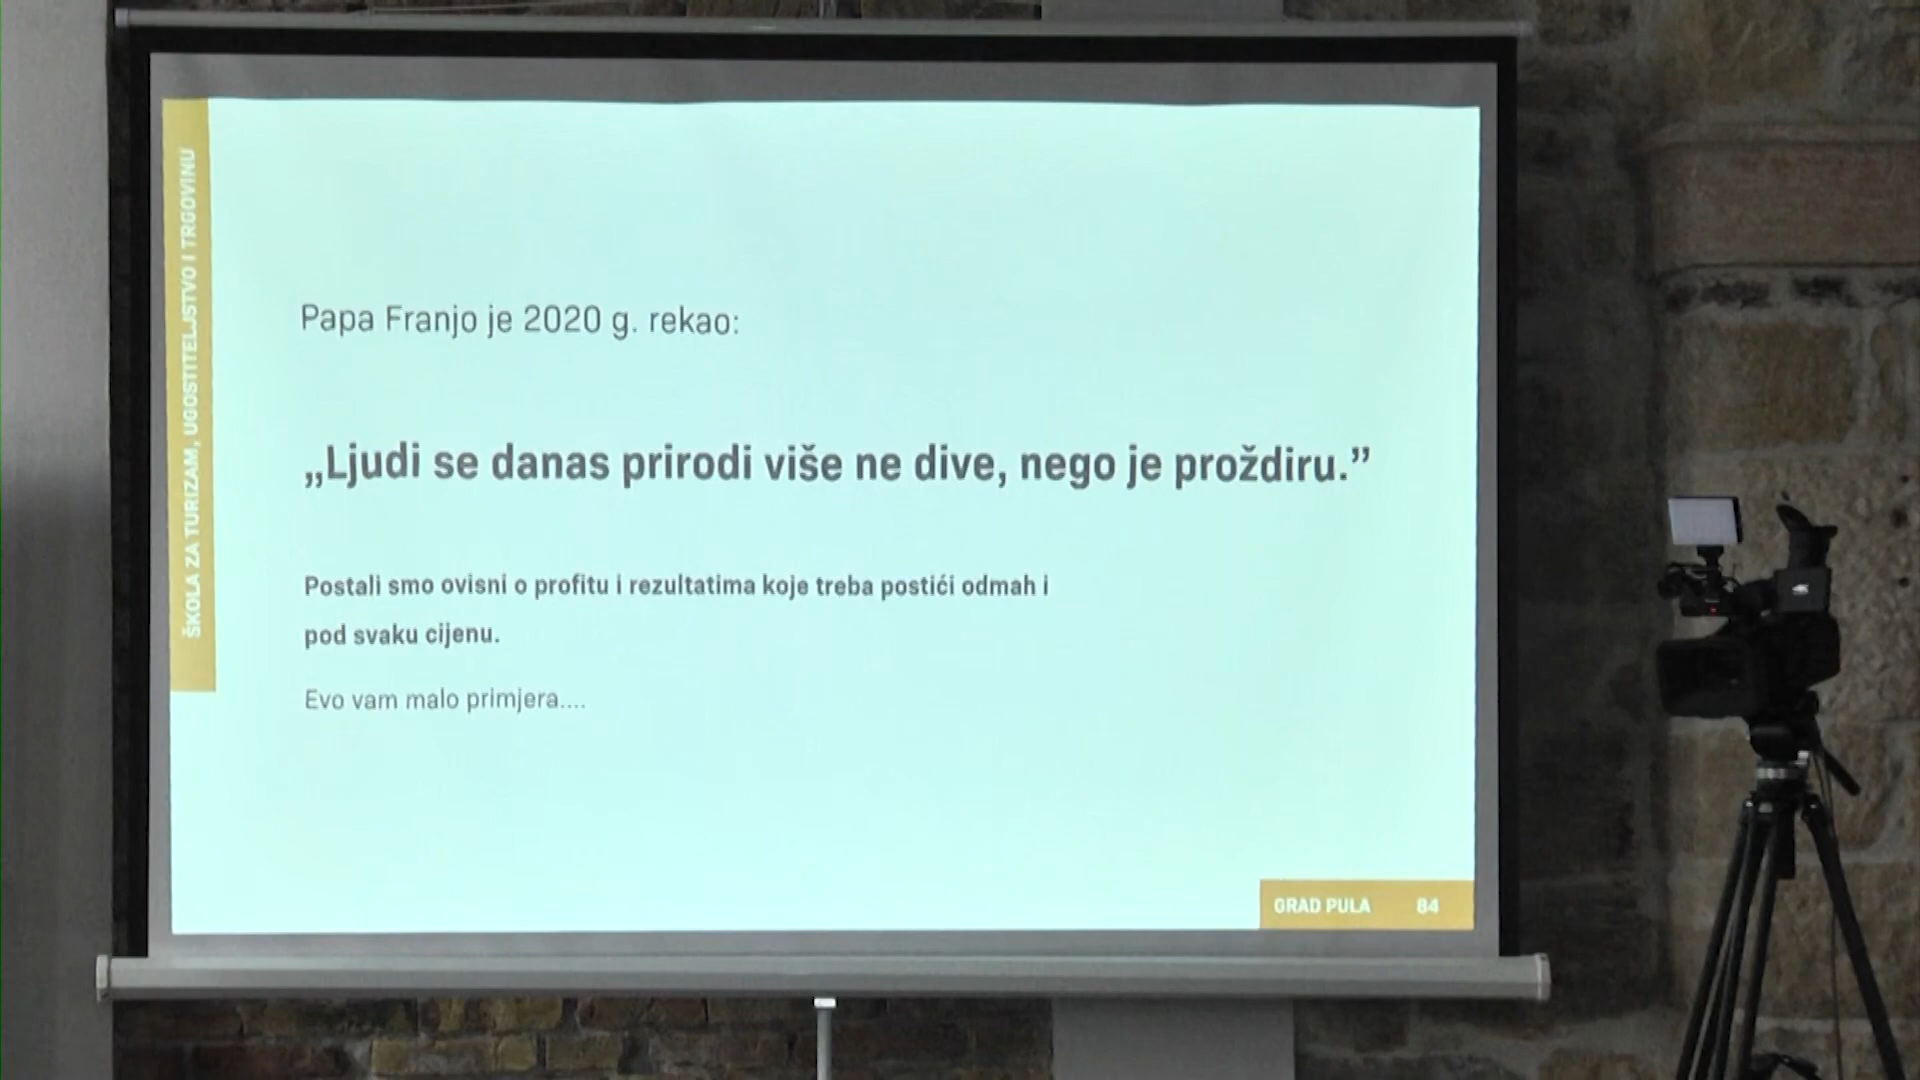 ŠKOLA ZA TURIZAM, UGOSTITELJSTVO I TRGOVINU
Papa Franjo je 2020 g. rekao:
„Ljudi se danas prirodi više ne dive, nego je proždiru.”
Postali smo ovisni o profitu i rezultatima koje treba postići odmah i
pod svaku cijenu.
Evo vam malo primjera....
GRAD PULA 84